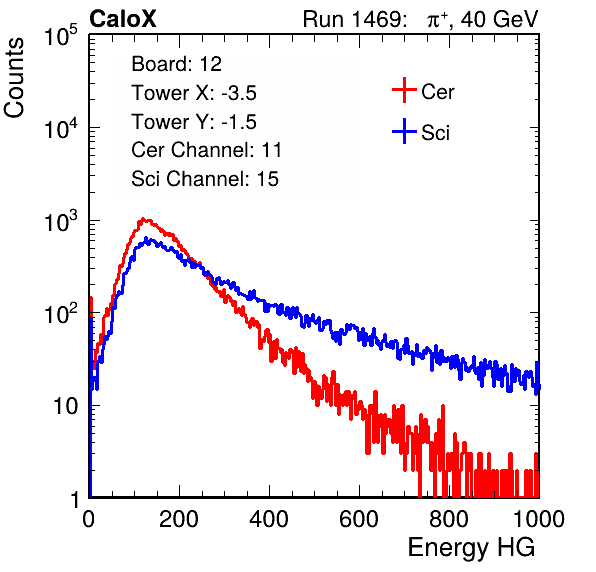 CaloX Run 1469: π⁺, 40 GeV
Counts
Board: 12
Tower X: -3.5
Tower Y: -1.5
Cer Channel: 11
Sci Channel: 15
Cer
Sci
10⁵
10⁴
10³
10²
10
1
0 200 400 600 800 1000
Energy HG